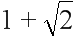 1 + √2